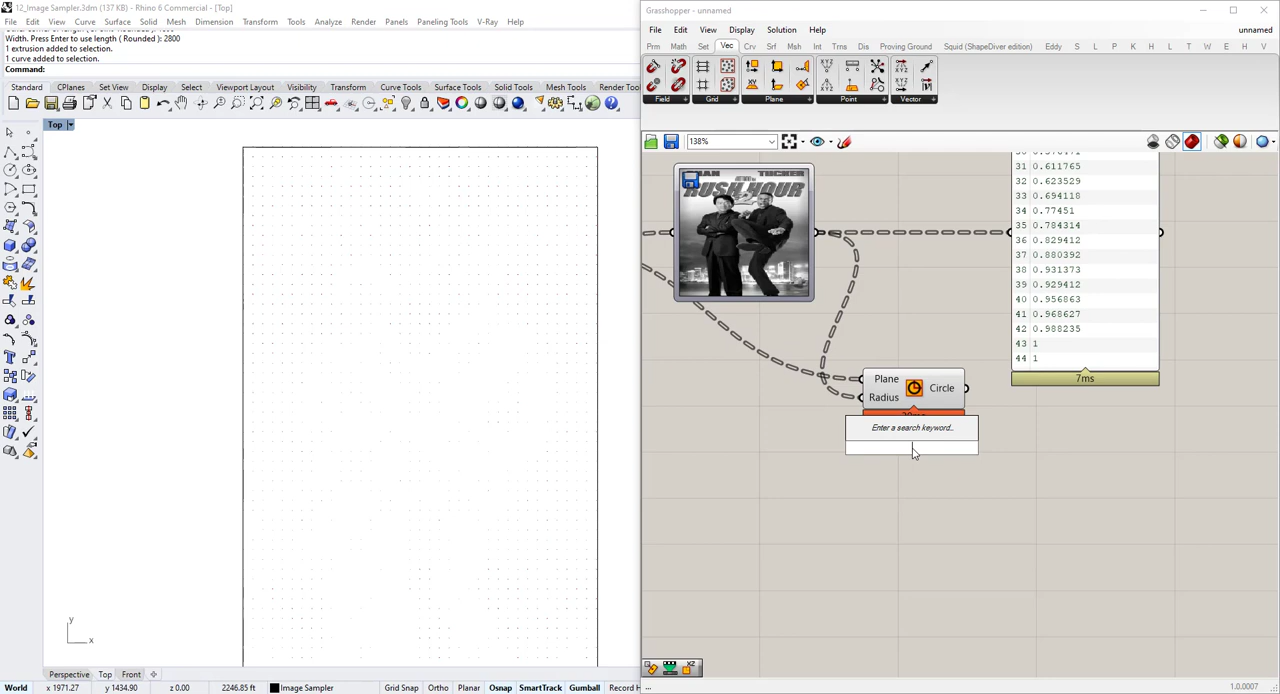 12_Image Sampler.3dm (137 KB) - Rhino 6 Commercial - [Top]
File Edit View Curve Surface Solid Mesh Dimension Transform Tools Analyze Render Panels Paneling Tools V-Ray Help
Width. Press Enter to use length ( Rounded ): 2800
1 extrusion added to selection.
1 curve added to selection.
Command:
Standard CPlanes Set View Display Select Viewport Layout Visibility Transform Curve Tools Surface Tools Solid Tools Mesh Tools Render Tools
Top
y
x
Perspective Top Front
World x 1971.27 y 1434.90 z 0.00 2246.85 ft Image Sampler Grid Snap Ortho Planar Osnap SmartTrack Gumball Record H
Grasshopper - unnamed
File Edit View Display Solution Help unnamed
Prm Math Set Vec Crv Srf Msh Int Trns Dis Proving Ground Squid (ShapeDiver edition) Eddy S L P K H L T W E H V
Field Grid Plane Point Vector
138%
RUSH HOUR
2
31 0.611765
32 0.623529
33 0.694118
34 0.77451
35 0.784314
36 0.829412
37 0.880392
38 0.931373
39 0.929412
40 0.956863
41 0.968627
42 0.988235
43 1
44 1
7ms
Plane
Radius
Circle
Enter a search keyword...
... 1.0.0007